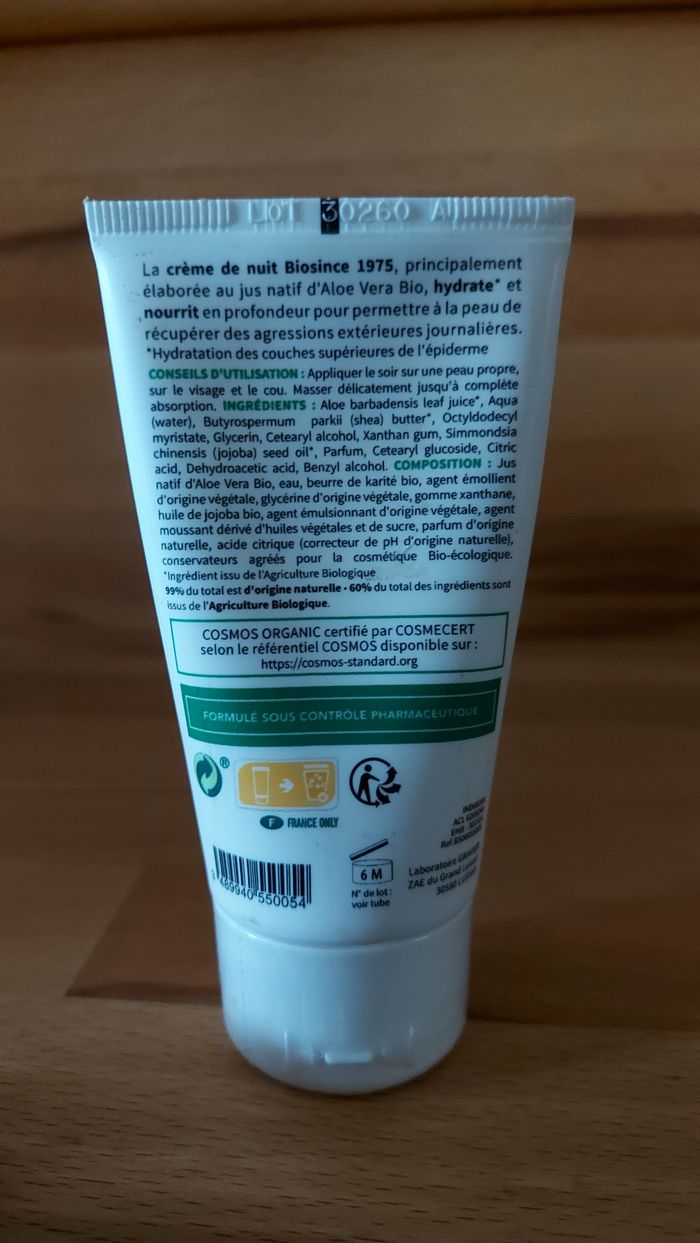 LOT 30260 A
La crème de nuit Biosince 1975, principalement
élaborée au jus natif d'Aloe Vera Bio, hydrate* et
nourrit en profondeur pour permettre à la peau de
récupérer des agressions extérieures journalières.
*Hydratation des couches supérieures de l'épiderme
CONSEILS D'UTILISATION : Appliquer le soir sur une peau propre,
sur le visage et le cou. Masser délicatement jusqu'à complète
absorption. INGRÉDIENTS : Aloe barbadensis leaf juice*, Aqua
(water), Butyrospermum parkii (shea) butter*, Octyldodecyl
myristate, Glycerin, Cetearyl alcohol, Xanthan gum, Simmondsia
chinensis (jojoba) seed oil*, Parfum, Cetearyl glucoside, Citric
acid, Dehydroacetic acid, Benzyl alcohol. COMPOSITION : Jus
natif d'Aloe Vera Bio, eau, beurre de karité bio, agent émollient
d'origine végétale, glycérine d'origine végétale, gomme xanthane,
huile de jojoba bio, agent émulsionnant d'origine végétale, agent
moussant dérivé d'huiles végétales et de sucre, parfum d'origine
naturelle, acide citrique (correcteur de pH d'origine naturelle),
conservateurs agréés pour la cosmétique Bio-écologique.
*Ingrédient issu de l'Agriculture Biologique
99% du total est d'origine naturelle - 60% du total des ingrédients sont
issus de l'Agriculture Biologique.
COSMOS ORGANIC certifié par COSMECERT
selon le référentiel COSMOS disponible sur :
https://cosmos-standard.org
FORMULÉ SOUS CONTRÔLE PHARMACEUTIQUE
®
F FRANCE ONLY
6 M
N° de lot :
voir tube
3 489940 550054
ACL
EMB :
Laboratoire
ZAE du Grand
30580